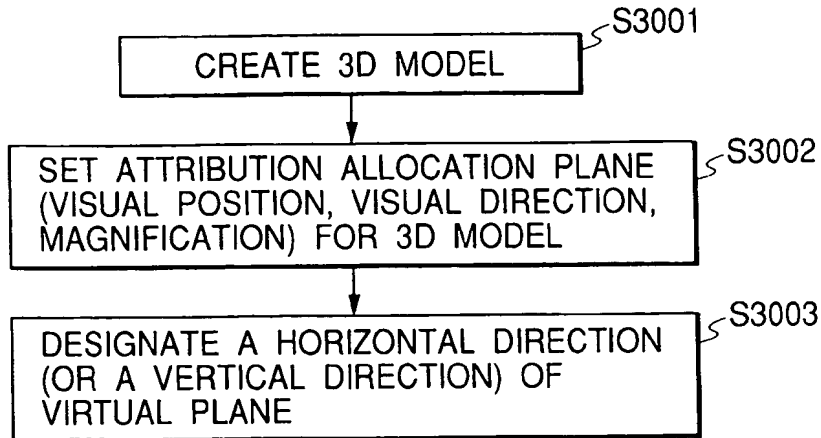 S3001
CREATE 3D MODEL
S3002
SET ATTRIBUTION ALLOCATION PLANE
(VISUAL POSITION, VISUAL DIRECTION,
MAGNIFICATION) FOR 3D MODEL
S3003
DESIGNATE A HORIZONTAL DIRECTION
(OR A VERTICAL DIRECTION) OF
VIRTUAL PLANE